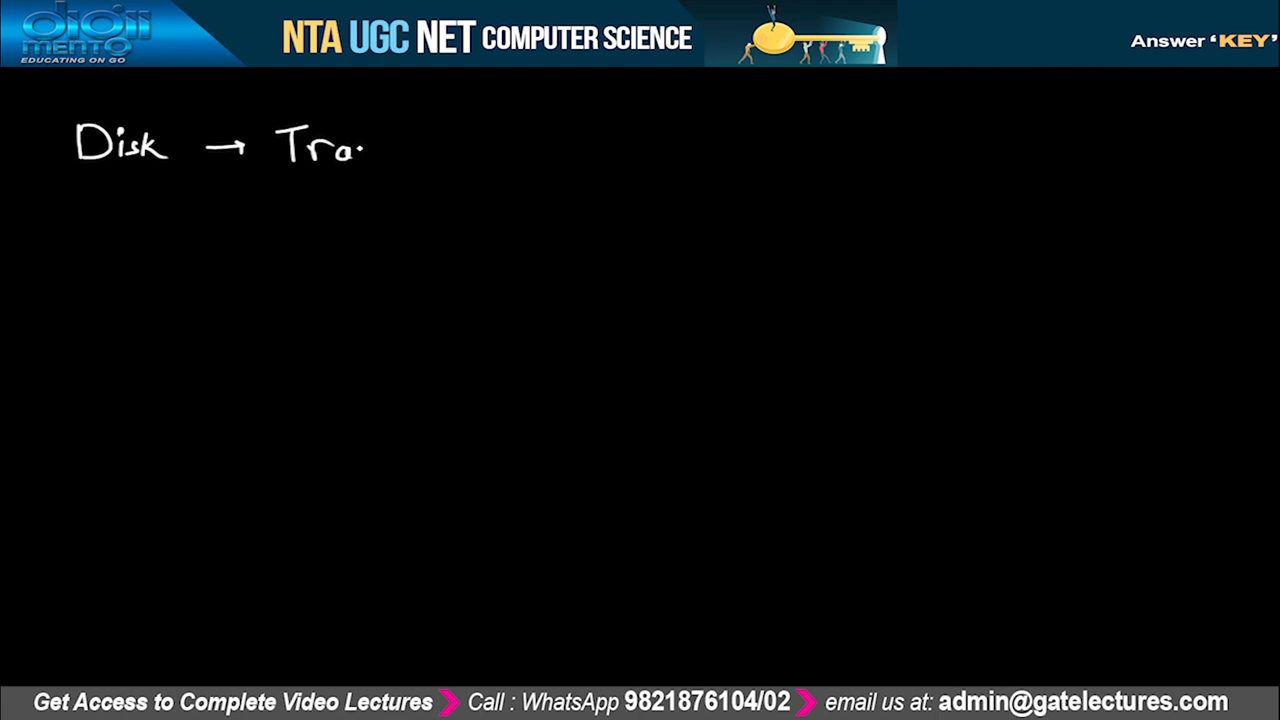 Digii
MENTO
EDUCATING ON GO
NTA UGC NET COMPUTER SCIENCE
Answer ‘KEY’
Disk → Tra
Get Access to Complete Video Lectures Call : WhatsApp 9821876104/02 email us at: admin@gatelectures.com